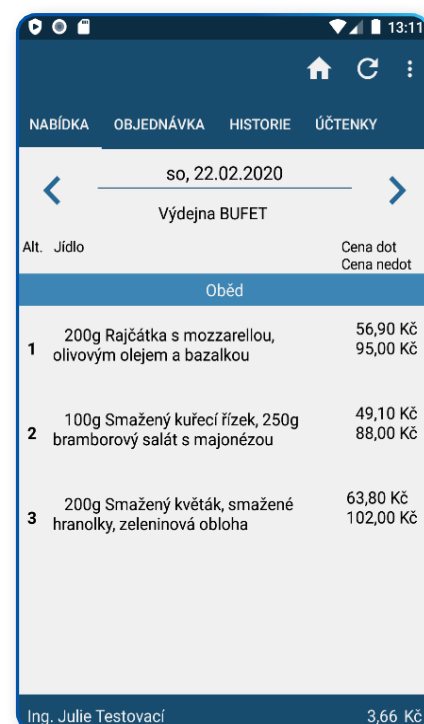 13:11
NABÍDKA OBJEDNÁVKA HISTORIE ÚČTENKY
so, 22.02.2020
Výdejna BUFET
Alt. Jídlo Cena dot
Cena nedot
Oběd
200g Rajčátka s mozzarellou, 56,90 Kč
1 olivovým olejem a bazalkou 95,00 Kč
100g Smažený kuřecí řízek, 250g 49,10 Kč
2 bramborový salát s majonézou 88,00 Kč
200g Smažený květák, smažené 63,80 Kč
3 hranolky, zeleninová obloha 102,00 Kč
Ing. Julie Testovací 3,66 Kč